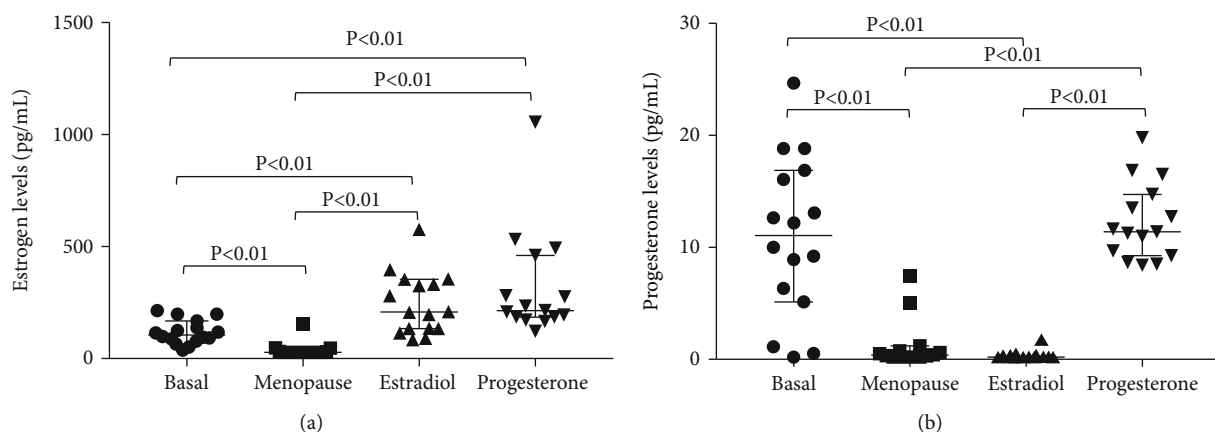 1500
1000
500
0
Estrogen levels (pg/mL)
P<0.01
P<0.01
P<0.01
P<0.01
P<0.01
Basal Menopause Estradiol Progesterone
(a)
30
20
10
0
Progesterone levels (pg/mL)
P<0.01
P<0.01
P<0.01 P<0.01
Basal Menopause Estradiol Progesterone
(b)